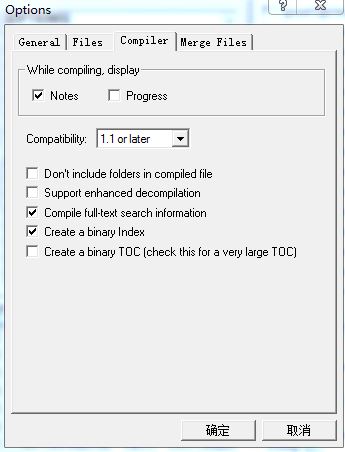 Options
General Files Compiler Merge Files
While compiling, display
Notes Progress
Compatibility: 1.1 or later
Don't include folders in compiled file
Support enhanced decompilation
Compile full-text search information
Create a binary Index
Create a binary TOC (check this for a very large TOC)
确定 取消